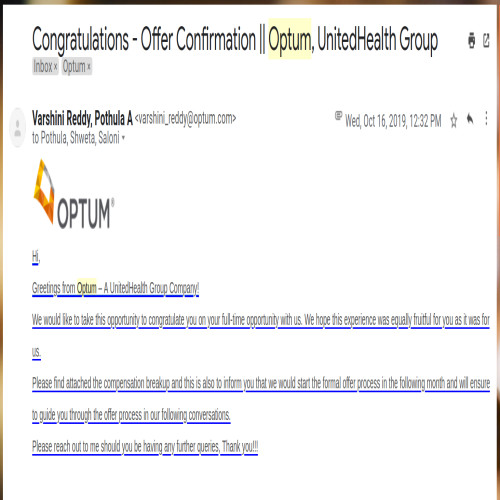 Congratulations - Offer Confirmation || Optum, UnitedHealth Group
Inbox × Optum ×
Varshini Reddy, Pothula A <varshini_reddy@optum.com> Wed, Oct 16, 2019, 12:32 PM
to Pothula, Shweta, Saloni
OPTUM®
Hi,
Greetings from Optum – A UnitedHealth Group Company!
We would like to take this opportunity to congratulate you on your full-time opportunity with us. We hope this experience was equally fruitful for you as it was for
us.
Please find attached the compensation breakup and this is also to inform you that we would start the formal offer process in the following month and will ensure
to guide you through the offer process in our following conversations.
Please reach out to me should you be having any further queries, Thank you!!!